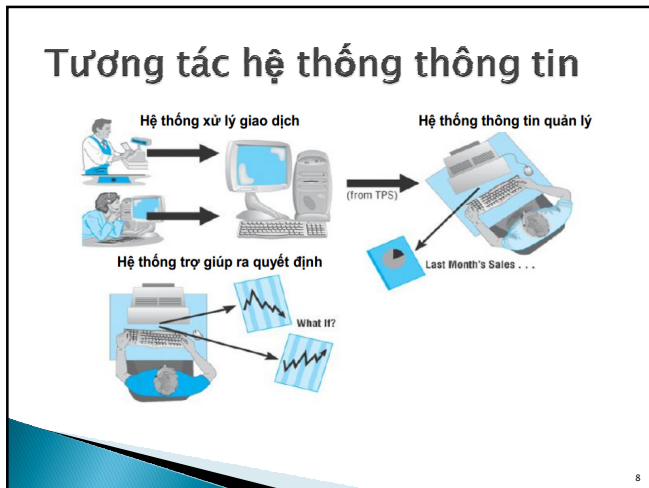 Tương tác hệ thống thông tin
Hệ thống xử lý giao dịch
Hệ thống thông tin quản lý
(from TPS)
Last Month's Sales . . .
Hệ thống trợ giúp ra quyết định
What If?
8